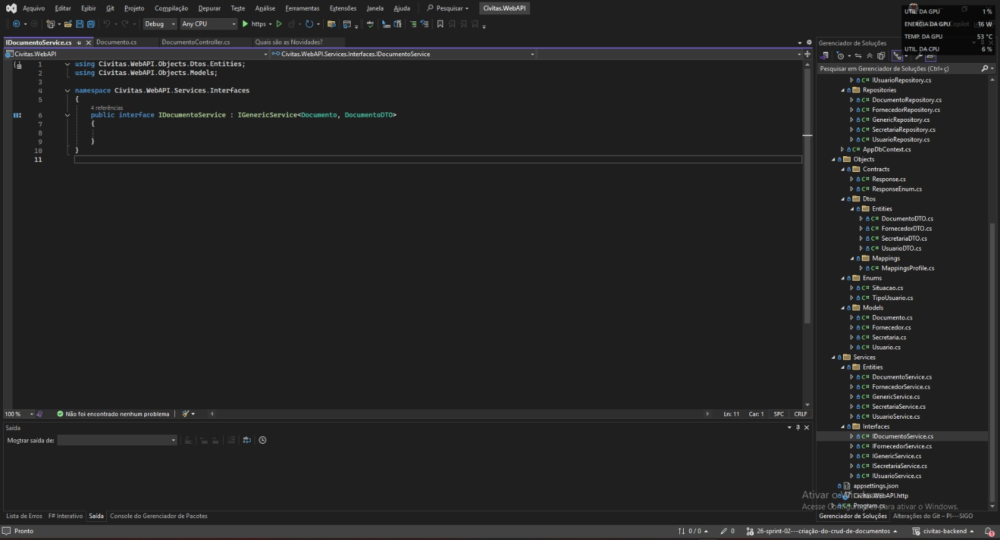 Arquivo Editar Exibir Git Projeto Compilação Depurar Teste Análise Ferramentas Extensões Janela Ajuda Pesquisar Civitas.WebAPI
Debug Any CPU https
UTIL. DA GPU 1 %
ENERGIA DA GPU 16 W
TEMP. DA GPU 53 °C
UTIL. DA CPU 6 %
IDocumentoService.cs Documento.cs DocumentoController.cs Quais são as Novidades?
Civitas.WebAPI Civitas.WebAPI.Services.Interfaces.IDocumentoService
1 using Civitas.WebAPI.Objects.Dtos.Entities;
2 using Civitas.WebAPI.Objects.Models;
3
4 namespace Civitas.WebAPI.Services.Interfaces
5 {
4 referências
6 public interface IDocumentoService : IGenericService<Documento, DocumentoDTO>
7 {
8
9 }
10 }
11
100 % Não foi encontrado nenhum problema Ln: 11 Car: 1 SPC CRLF
Saída
Mostrar saída de:
Lista de Erros F# Interativo Saída Console do Gerenciador de Pacotes
Gerenciador de Soluções
Pesquisar em Gerenciador de Soluções (Ctrl+ç)
C# IUsuarioRepository.cs
Repositories
C# DocumentoRepository.cs
C# FornecedorRepository.cs
C# GenericRepository.cs
C# SecretariaRepository.cs
C# UsuarioRepository.cs
C# AppDbContext.cs
Objects
Contracts
C# Response.cs
C# ResponseEnum.cs
Dtos
Entities
C# DocumentoDTO.cs
C# FornecedorDTO.cs
C# SecretariaDTO.cs
C# UsuarioDTO.cs
Mappings
C# MappingsProfile.cs
Enums
C# Situacao.cs
C# TipoUsuario.cs
Models
C# Documento.cs
C# Fornecedor.cs
C# Secretaria.cs
C# Usuario.cs
Services
Entities
C# DocumentoService.cs
C# FornecedorService.cs
C# GenericService.cs
C# SecretariaService.cs
C# UsuarioService.cs
Interfaces
C# IDocumentoService.cs
C# IFornecedorService.cs
C# IGenericService.cs
C# ISecretariaService.cs
C# IUsuarioService.cs
appsettings.json
Civitas.WebAPI.http
C# Program.cs
Ativar o Windows
Acesse Configurações para ativar o Windows.
Gerenciador de Soluções Alterações do Git – PI---SIGO
Pronto 0 / 0 0 26-sprint-02---criação-do-crud-de-documentos civitas-backend 1